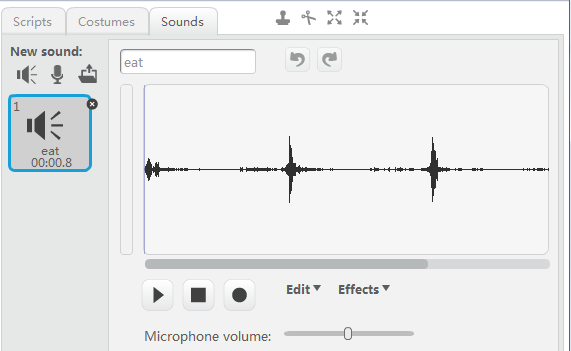 Scripts Costumes Sounds
New sound:
eat
1
eat
00:00.8
Edit Effects
Microphone volume: